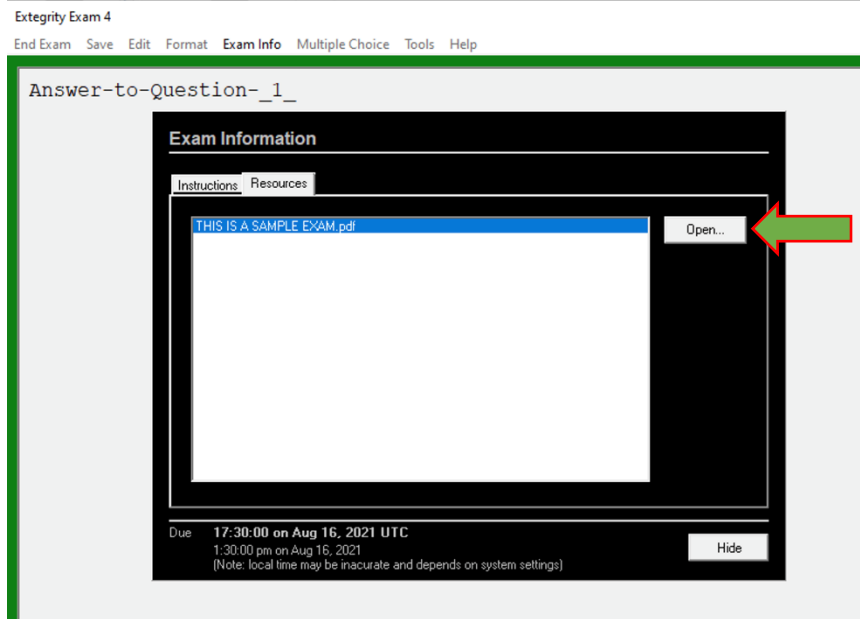 Extegrity Exam 4
End Exam Save Edit Format Exam Info Multiple Choice Tools Help
Answer-to-Question-_1_
Exam Information
Instructions Resources
THIS IS A SAMPLE EXAM.pdf
Open...
Due 17:30:00 on Aug 16, 2021 UTC
1:30:00 pm on Aug 16, 2021
(Note: local time may be inacurate and depends on system settings)
Hide